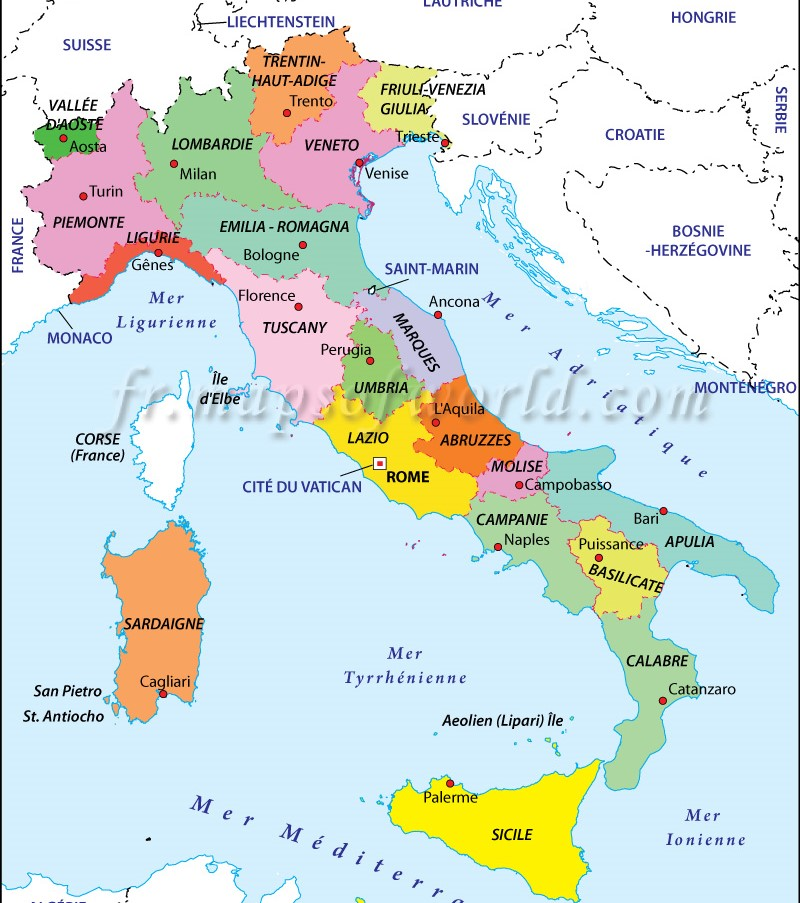 L'AUTRICHE
LIECHTENSTEIN
HONGRIE
SUISSE
TRENTIN-
HAUT-ADIGE
Trento
FRIULI-VENEZIA
GIULIA
SLOVÉNIE
SERBIE
VALLÉE
D'AOSTE
Aosta
LOMBARDIE
Milan
VENETO
Venise
Trieste
CROATIE
Turin
PIEMONTE
FRANCE
LIGURIE
Gênes
EMILIA - ROMAGNA
Bologne
BOSNIE
-HERZÉGOVINE
SAINT-MARIN
Mer
Ligurienne
MONACO
Florence
TUSCANY
Ancona
MARQUES
Mer Adriatique
Perugia
UMBRIA
MONTÉNÉGRO
fr.mapsofworld.com
Île
d'Elbe
L'Aquila
ABRUZZES
CORSE
(France)
LAZIO
ROME
CITÉ DU VATICAN
MOLISE
Campobasso
CAMPANIE
Naples
Bari
APULIA
Puissance
BASILICATE
SARDAIGNE
Cagliari
San Pietro
St. Antiocho
Mer
Tyrrhénienne
CALABRE
Catanzaro
Aeolien (Lipari) Île
Palerme
SICILE
Mer
Ionienne
Mer Méditerra